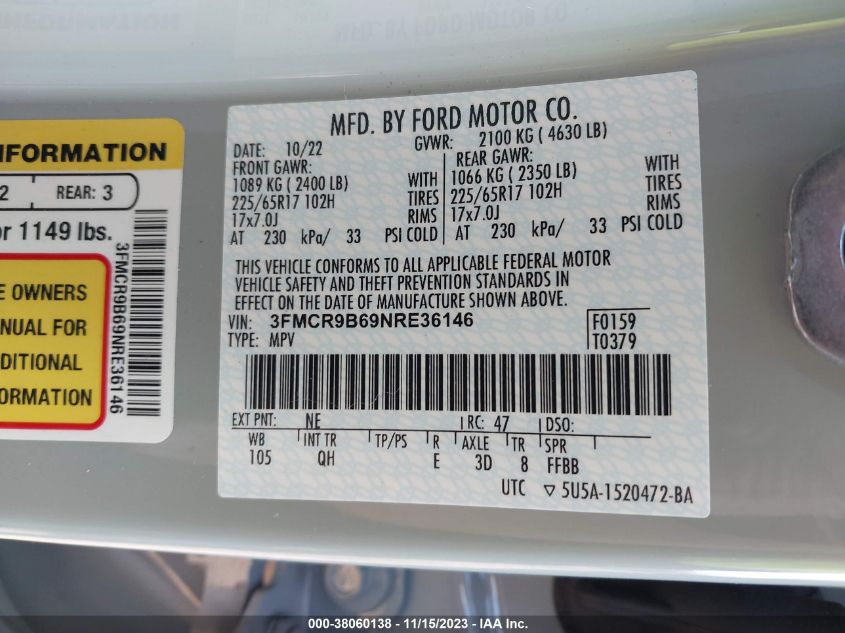 MFD. BY FORD MOTOR CO.
DATE: 10/22 GVWR: 2100 KG ( 4630 LB)
FRONT GAWR: REAR GAWR:
1089 KG ( 2400 LB) WITH 1066 KG ( 2350 LB) WITH
225/65R17 102H TIRES 225/65R17 102H TIRES
17x7.0J RIMS 17x7.0J RIMS
AT 230 kPa/ 33 PSI COLD AT 230 kPa/ 33 PSI COLD
THIS VEHICLE CONFORMS TO ALL APPLICABLE FEDERAL MOTOR
VEHICLE SAFETY AND THEFT PREVENTION STANDARDS IN
EFFECT ON THE DATE OF MANUFACTURE SHOWN ABOVE.
VIN: 3FMCR9B69NRE36146 F0159
TYPE: MPV T0379
EXT PNT: NE RC: 47 DSO:
WB INT TR TP/PS R AXLE TR SPR
105 QH E 3D 8 FFBB
UTC ▽ 5U5A-1520472-BA
NFORMATION
2 REAR: 3
or 1149 lbs.
E OWNERS
NUAL FOR
DITIONAL
ORMATION
3FMCR9B69NRE36146
000-38060138 - 11/15/2023 - IAA Inc.